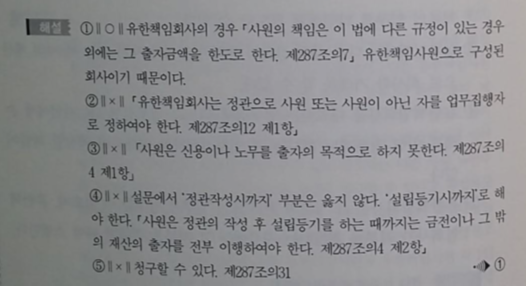 해설 ①‖○‖유한책임회사의 경우「사원의 책임은 이 법에 다른 규정이 있는 경우
외에는 그 출자금액을 한도로 한다. 제287조의7」 유한책임사원으로 구성된
회사이기 때문이다.
②‖×‖「유한책임회사는 정관으로 사원 또는 사원이 아닌 자를 업무집행자
로 정하여야 한다. 제287조의12 제1항」
③‖×‖「사원은 신용이나 노무를 출자의 목적으로 하지 못한다. 제287조의
4 제1항」
④‖×‖설문에서 '정관작성시까지' 부분은 옳지 않다. '설립등기시까지'로 해
야 한다.「사원은 정관의 작성 후 설립등기를 하는 때까지는 금전이나 그 밖
의 재산의 출자를 전부 이행하여야 한다. 제287조의4 제2항」
⑤‖×‖청구할 수 있다. 제287조의31 ①